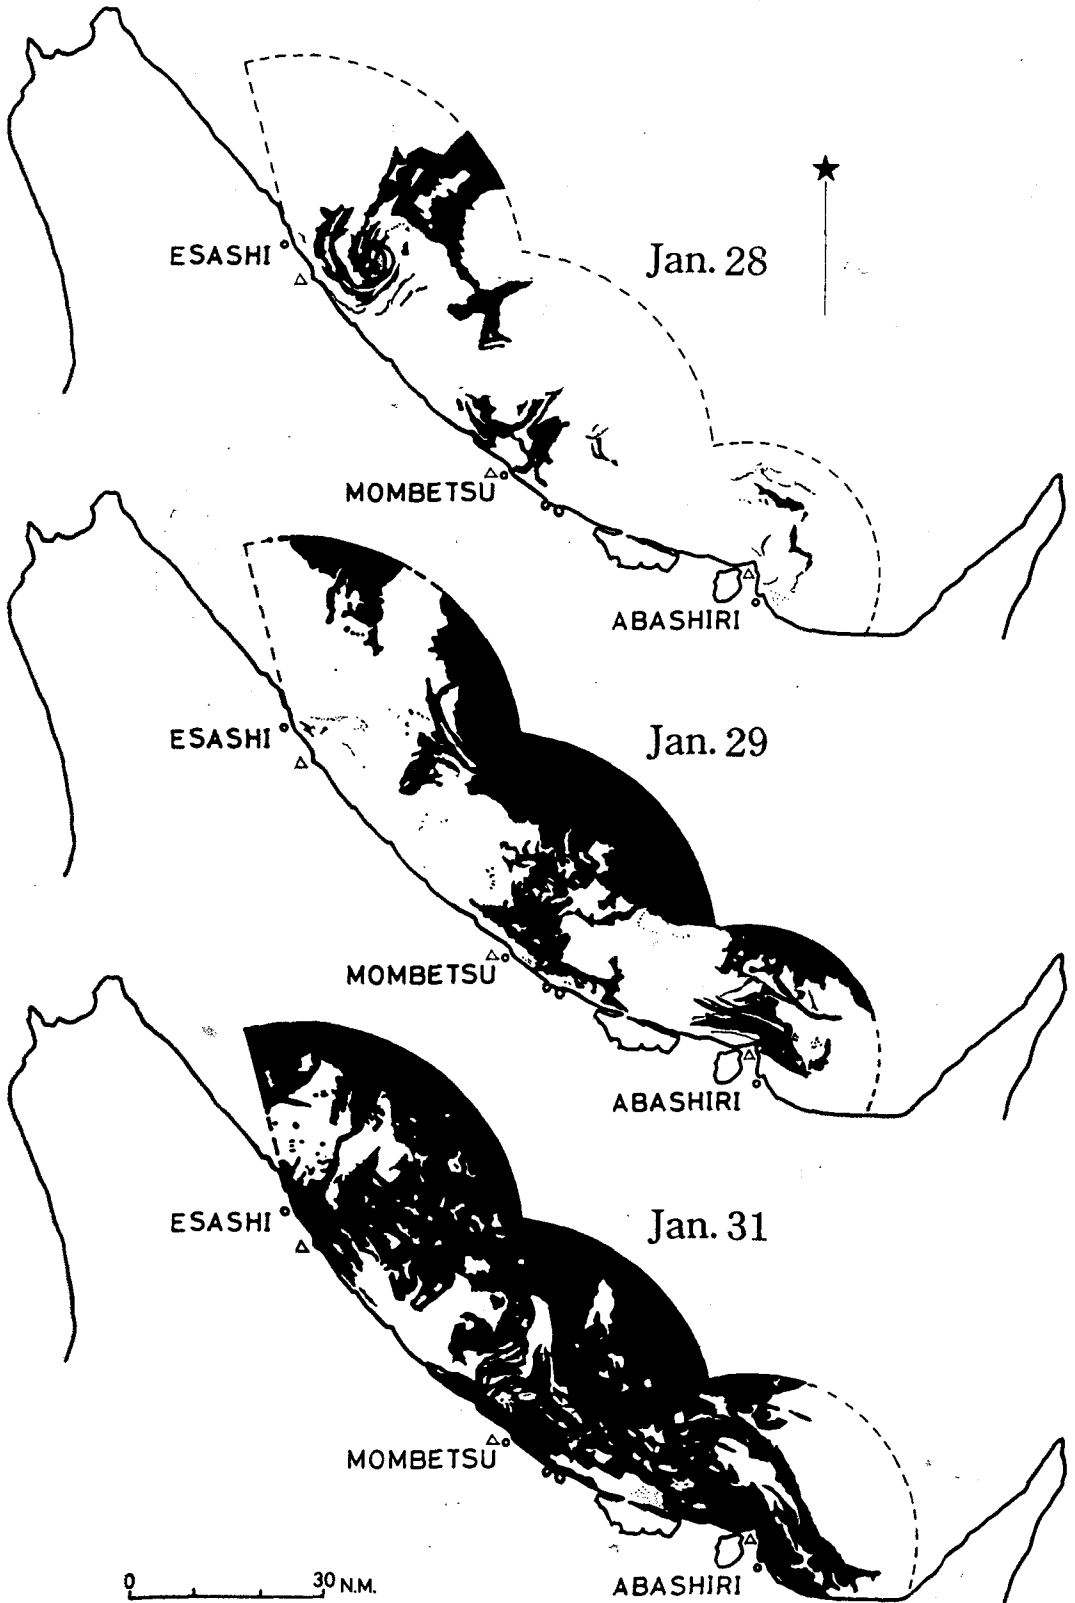 ESASHI
Jan. 28
MOMBETSU
ABASHIRI
ESASHI
Jan. 29
MOMBETSU
ABASHIRI
ESASHI
Jan. 31
MOMBETSU
ABASHIRI
0 30 N.M.